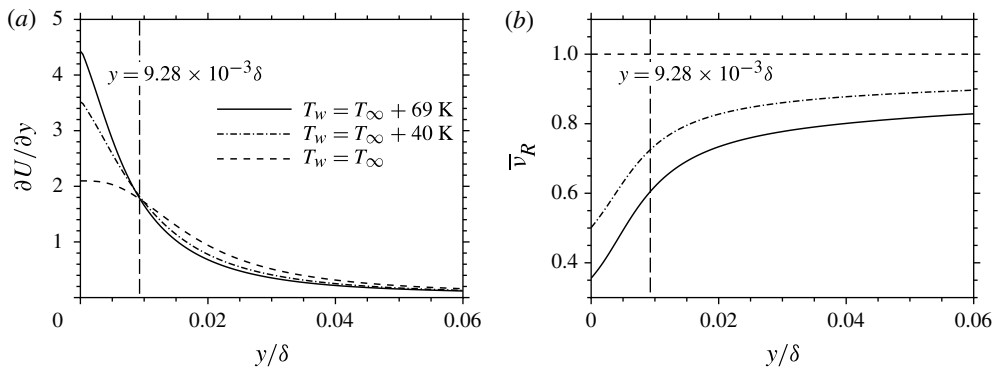 (a)
5
4
3
2
1
0
0.02
0.04
0.06
∂U/∂y
y/δ
y = 9.28 × 10⁻³δ
T_w = T_∞ + 69 K
T_w = T_∞ + 40 K
T_w = T_∞
(b)
1.0
0.8
0.6
0.4
0
0.02
0.04
0.06
ν̅_R
y/δ
y = 9.28 × 10⁻³δ